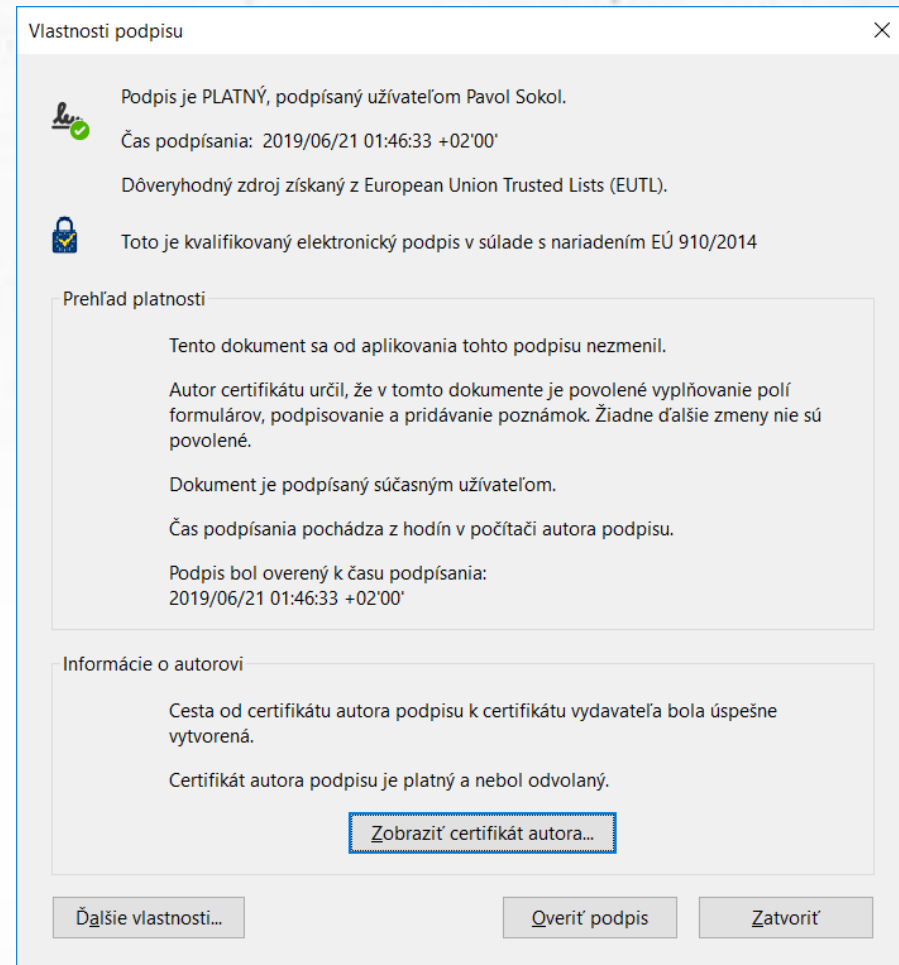 Vlastnosti podpisu
Podpis je PLATNÝ, podpísaný užívateľom Pavol Sokol.
Čas podpísania: 2019/06/21 01:46:33 +02'00'
Dôveryhodný zdroj získaný z European Union Trusted Lists (EUTL).
Toto je kvalifikovaný elektronický podpis v súlade s nariadením EÚ 910/2014
Prehľad platnosti
Tento dokument sa od aplikovania tohto podpisu nezmenil.
Autor certifikátu určil, že v tomto dokumente je povolené vyplňovanie polí
formulárov, podpisovanie a pridávanie poznámok. Žiadne ďalšie zmeny nie sú
povolené.
Dokument je podpísaný súčasným užívateľom.
Čas podpísania pochádza z hodín v počítači autora podpisu.
Podpis bol overený k času podpísania:
2019/06/21 01:46:33 +02'00'
Informácie o autorovi
Cesta od certifikátu autora podpisu k certifikátu vydavateľa bola úspešne
vytvorená.
Certifikát autora podpisu je platný a nebol odvolaný.
Zobraziť certifikát autora...
Ďalšie vlastnosti...
Overiť podpis
Zatvoriť